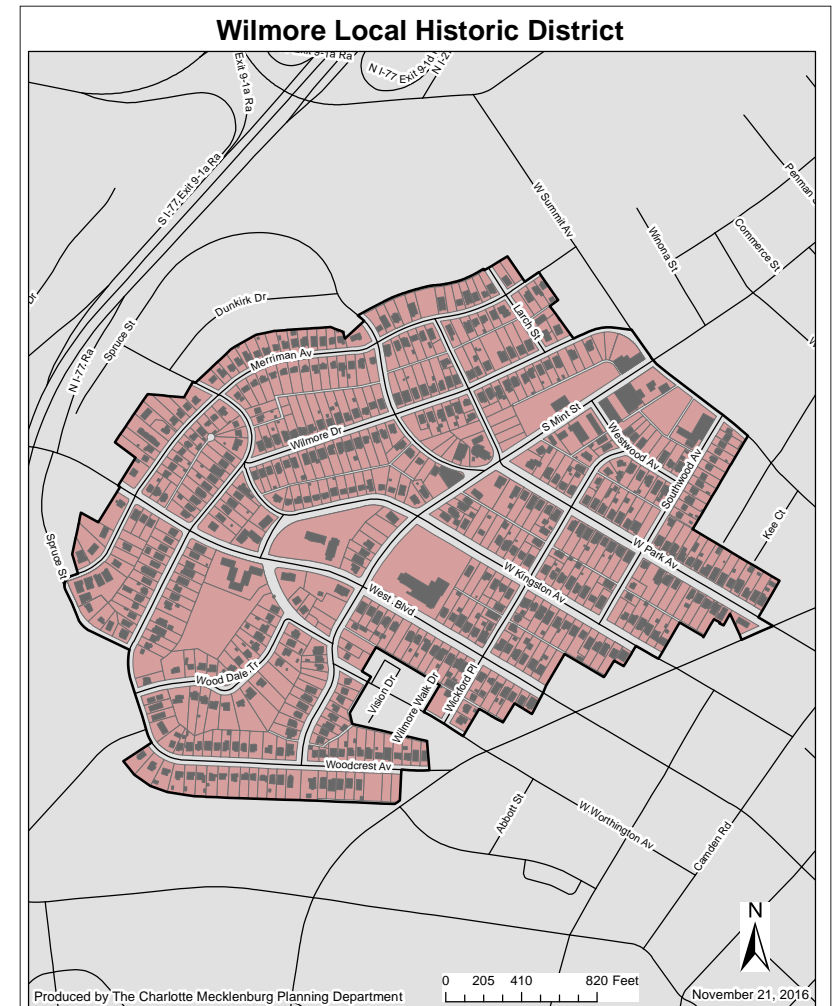 Wilmore Local Historic District
N I-77 Exit 9-1d
Exit 9-1a Ra
S I-77 Exit 9-1a Ra
W Summit Av
Penman
Winona St
Commerce St
Dr
Dunkirk Dr
Spruce St
N I-77 Ra
Larch St
Merriman Av
Wilmore Dr
S Mint St
Westwood Av
Southwood Av
Kee Ct
W Park Av
Spruce St
W Kingston Av
West Blvd
Wood Dale Tr
Vision Dr
Wilmore Walk Dr
Wickford Pl
Woodcrest Av
Abbott St
W Worthington Av
Camden Rd
N
0 205 410 820 Feet
Produced by The Charlotte Mecklenburg Planning Department
November 21, 2016